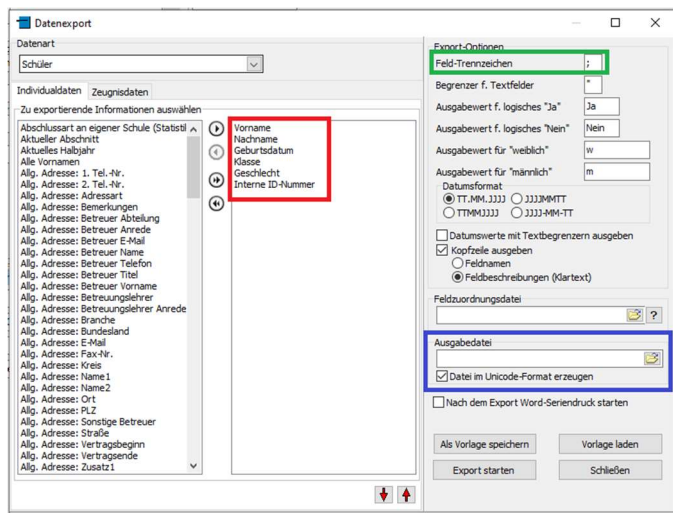 Datenexport
Datenart
Schüler
Individualdaten
Zeugnisdaten
Zu exportierende Informationen auswählen
Abschlussart an eigener Schule (Statistil
Aktueller Abschnitt
Aktuelles Halbjahr
Alle Vornamen
Allg. Adresse: 1. Tel.-Nr.
Allg. Adresse: 2. Tel.-Nr.
Allg. Adresse: Adressart
Allg. Adresse: Bemerkungen
Allg. Adresse: Betreuer Abteilung
Allg. Adresse: Betreuer Anrede
Allg. Adresse: Betreuer E-Mail
Allg. Adresse: Betreuer Name
Allg. Adresse: Betreuer Telefon
Allg. Adresse: Betreuer Titel
Allg. Adresse: Betreuer Vorname
Allg. Adresse: Betreuungslehrer
Allg. Adresse: Betreuungslehrer Anrede
Allg. Adresse: Branche
Allg. Adresse: Bundesland
Allg. Adresse: E-Mail
Allg. Adresse: Fax-Nr.
Allg. Adresse: Kreis
Allg. Adresse: Name1
Allg. Adresse: Name2
Allg. Adresse: Ort
Allg. Adresse: PLZ
Allg. Adresse: Sonstige Betreuer
Allg. Adresse: Straße
Allg. Adresse: Vertragsbeginn
Allg. Adresse: Vertragsende
Allg. Adresse: Zusatz1
Vorname
Nachname
Geburtsdatum
Klasse
Geschlecht
Interne ID-Nummer
Export-Optionen
Feld-Trennzeichen ;
Begrenzer f. Textfelder "
Ausgabewert f. logisches "Ja" Ja
Ausgabewert f. logisches "Nein" Nein
Ausgabewert für "weiblich" w
Ausgabewert für "männlich" m
Datumsformat
TT.MM.JJJJ JJJJMMTT
TTMMJJJJ JJJJ-MM-TT
Datumswerte mit Textbegrenzern ausgeben
Kopfzeile ausgeben
Feldnamen
Feldbeschreibungen (Klartext)
Feldzuordnungsdatei
?
Ausgabedatei
Datei im Unicode-Format erzeugen
Nach dem Export Word-Seriendruck starten
Als Vorlage speichern Vorlage laden
Export starten Schließen